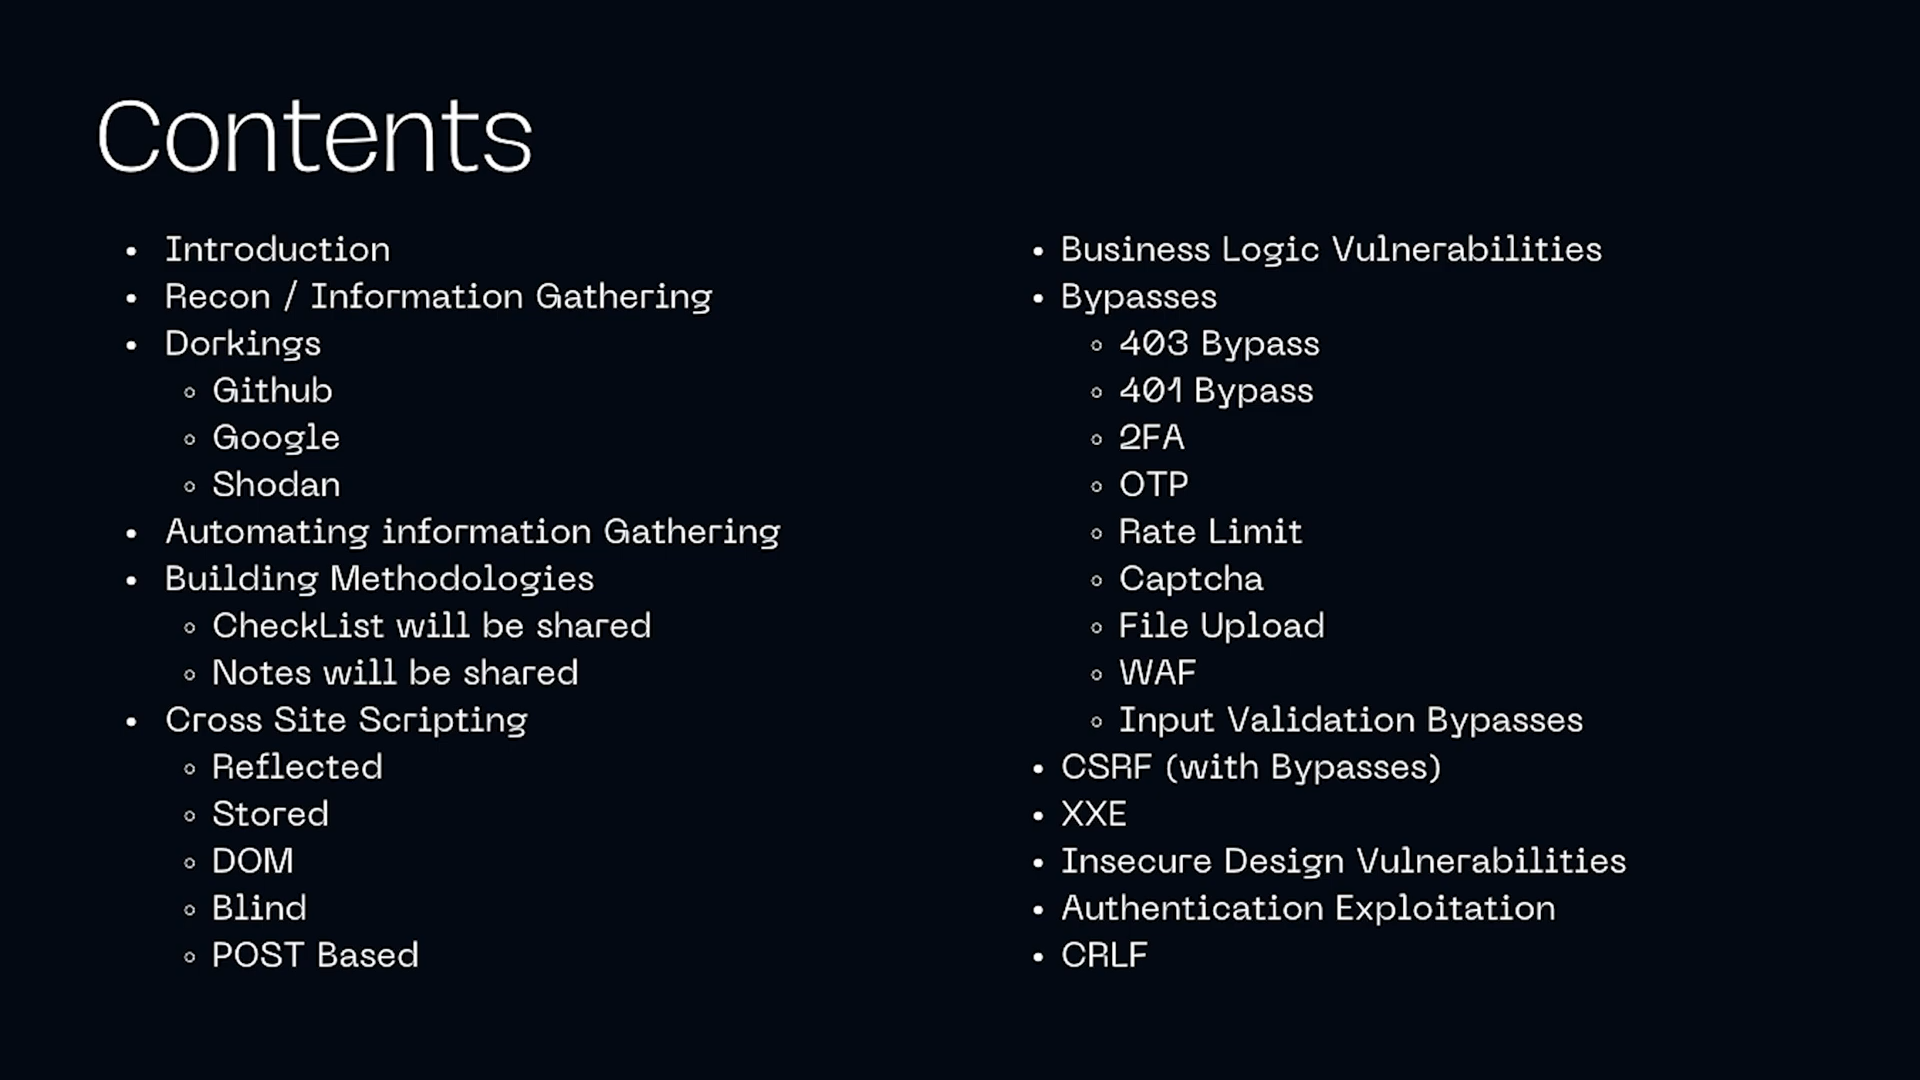 Contents
• Introduction
• Recon / Information Gathering
• Dorkings
◦ Github
◦ Google
◦ Shodan
• Automating information Gathering
• Building Methodologies
◦ CheckList will be shared
◦ Notes will be shared
• Cross Site Scripting
◦ Reflected
◦ Stored
◦ DOM
◦ Blind
◦ POST Based
• Business Logic Vulnerabilities
• Bypasses
◦ 403 Bypass
◦ 401 Bypass
◦ 2FA
◦ OTP
◦ Rate Limit
◦ Captcha
◦ File Upload
◦ WAF
◦ Input Validation Bypasses
• CSRF (with Bypasses)
• XXE
• Insecure Design Vulnerabilities
• Authentication Exploitation
• CRLF